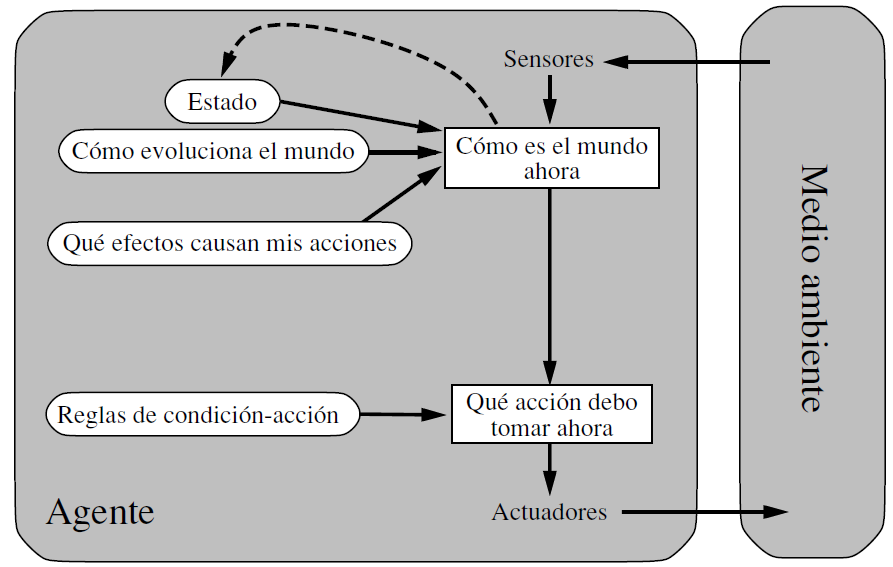 Sensores
Estado
Cómo evoluciona el mundo
Cómo es el mundo
ahora
Qué efectos causan mis acciones
Medio ambiente
Reglas de condición-acción
Qué acción debo
tomar ahora
Agente
Actuadores